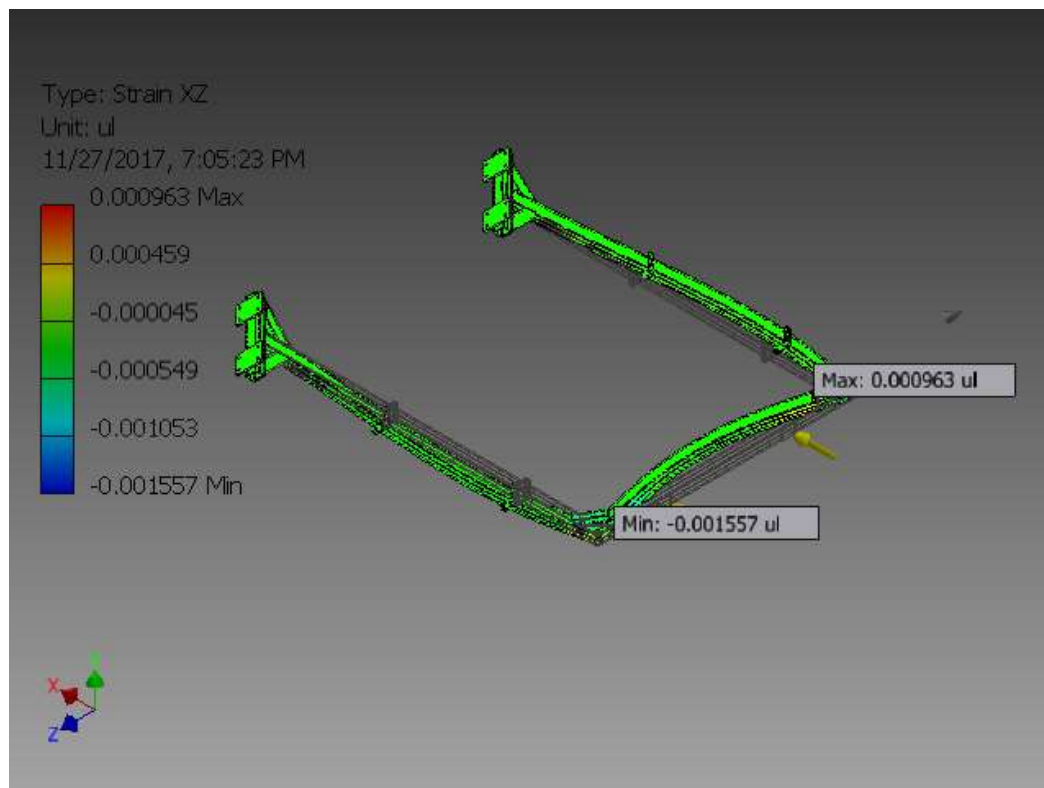 Type: Strain XZ
Unit: ul
11/27/2017, 7:05:23 PM
0.000963 Max
0.000459
-0.000045
-0.000549
-0.001053
-0.001557 Min
Max: 0.000963 ul
Min: -0.001557 ul
X
Z